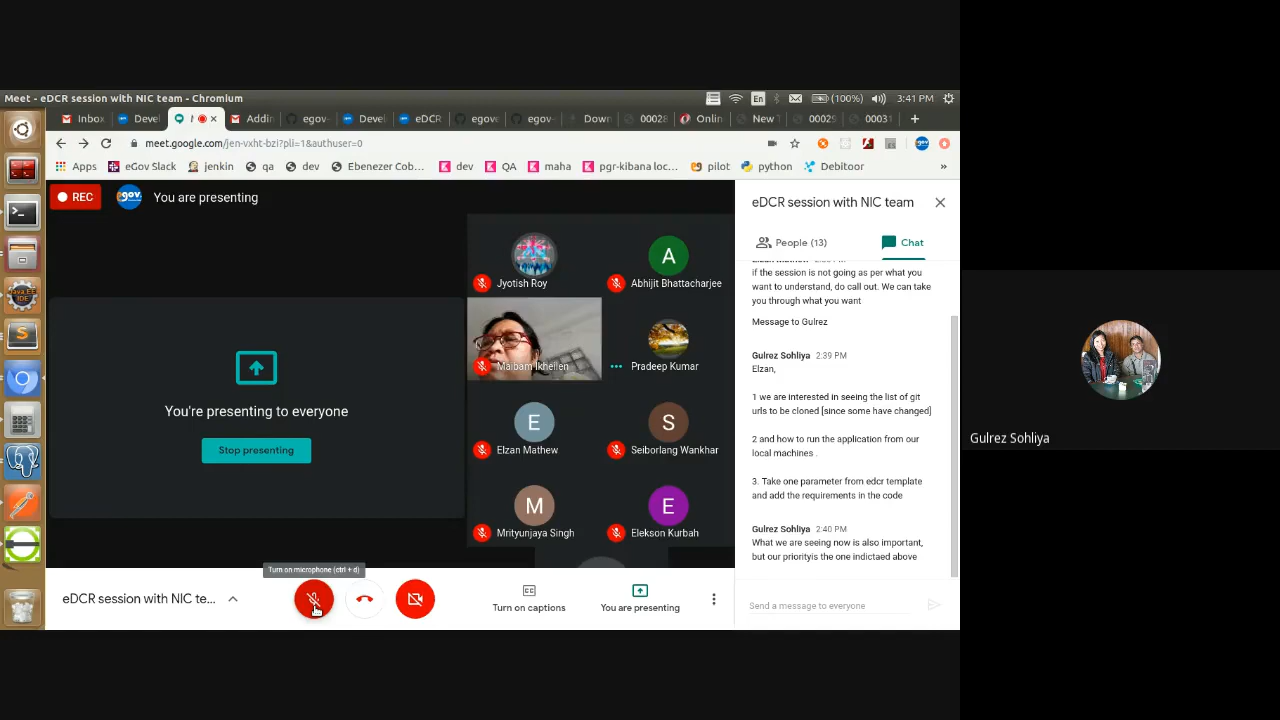 Meet - eDCR session with NIC team - Chromium
En
(100%)
3:41 PM
Inbox
Devel
Addin
egov-
Devel
eDCR
egove
egov-
Down
00028
Onlin
New T
00029
00031
meet.google.com/jen-vxht-bzi?pli=1&authuser=0
Apps
eGov Slack
jenkin
qa
dev
Ebenezer Cob...
dev
QA
maha
pgr-kibana loc...
pilot
python
Debitoor
»
REC
egov
You are presenting
You're presenting to everyone
Stop presenting
Jyotish Roy
A
Abhijit Bhattacharjee
Maibam Ikhellen
Pradeep Kumar
E
Elzan Mathew
S
Seiborlang Wankhar
M
Mrityunjaya Singh
E
Elekson Kurbah
eDCR session with NIC team
People (13)
Chat
if the session is not going as per what you
want to understand, do call out. We can take
you through what you want
Message to Gulrez
Gulrez Sohliya 2:39 PM
Elzan,
1 we are interested in seeing the list of git
urls to be cloned [since some have changed]
2 and how to run the application from our
local machines .
3. Take one parameter from edcr template
and add the requirements in the code
Gulrez Sohliya 2:40 PM
What we are seeing now is also important,
but our priorityis the one indictaed above
Send a message to everyone
Turn on microphone (ctrl + d)
eDCR session with NIC te...
Turn on captions
You are presenting
Gulrez Sohliya